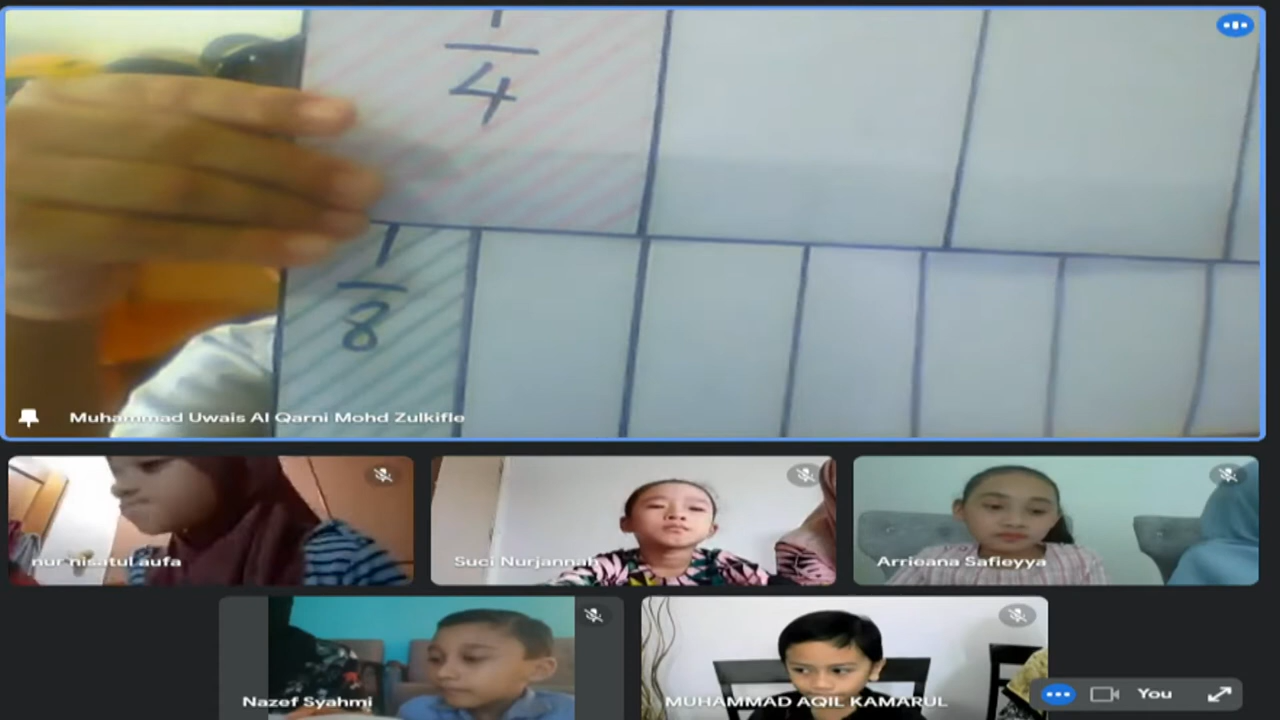 1
4
1
8
Muhammad Uwais Al Qarni Mohd Zulkifle
nur nisatul aufa
Suci Nurjannah
Arrieana Safieyya
Nazef Syahmi
MUHAMMAD AQIL KAMARUL
You